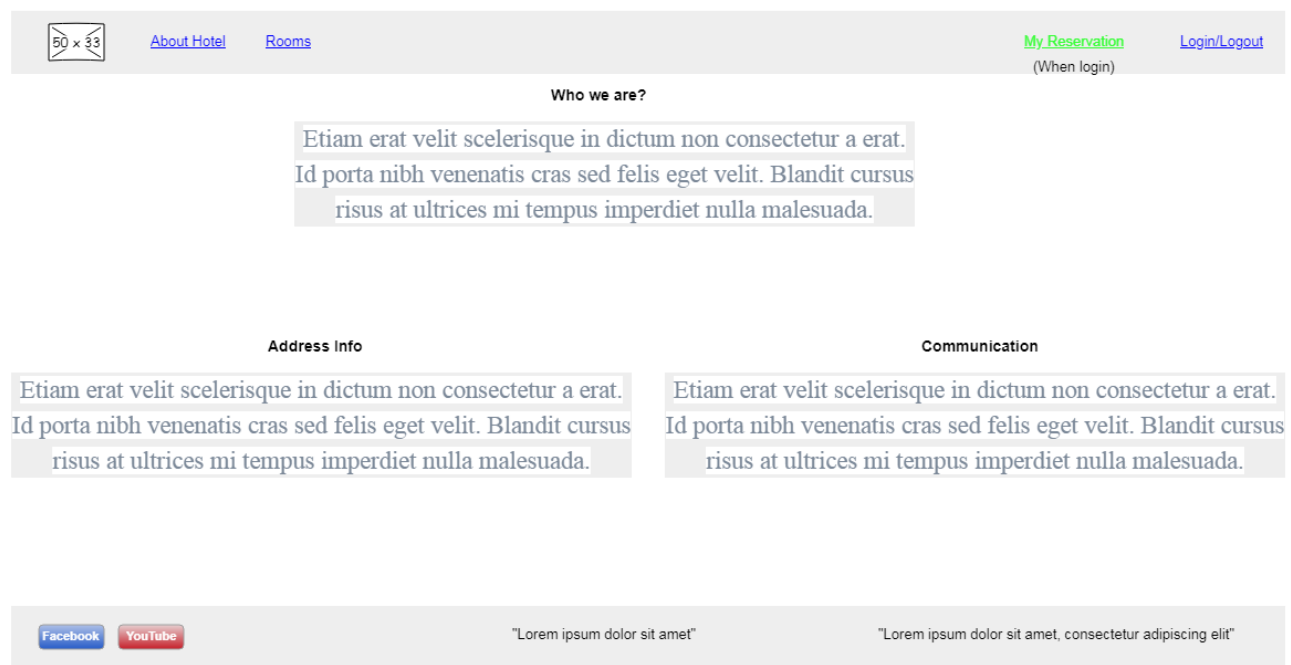 50 x 33 About Hotel Rooms My Reservation Login/Logout
(When login)
Who we are?
Etiam erat velit scelerisque in dictum non consectetur a erat.
Id porta nibh venenatis cras sed felis eget velit. Blandit cursus
risus at ultrices mi tempus imperdiet nulla malesuada.
Address Info
Etiam erat velit scelerisque in dictum non consectetur a erat.
Id porta nibh venenatis cras sed felis eget velit. Blandit cursus
risus at ultrices mi tempus imperdiet nulla malesuada.
Communication
Etiam erat velit scelerisque in dictum non consectetur a erat.
Id porta nibh venenatis cras sed felis eget velit. Blandit cursus
risus at ultrices mi tempus imperdiet nulla malesuada.
Facebook YouTube "Lorem ipsum dolor sit amet" "Lorem ipsum dolor sit amet, consectetur adipiscing elit"